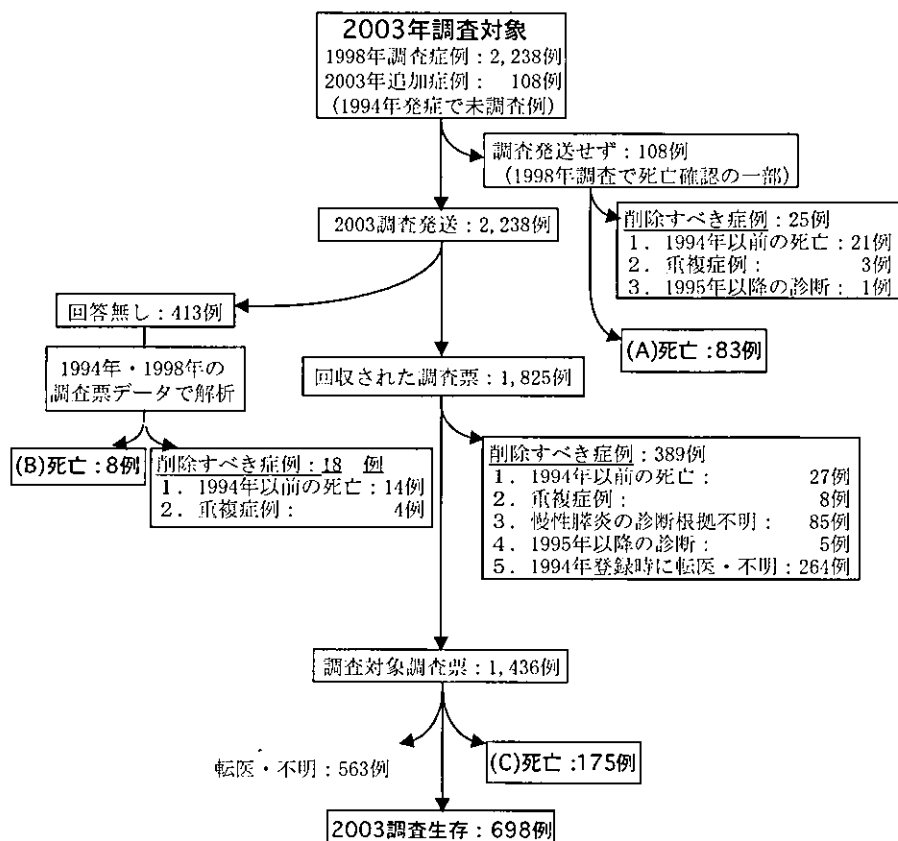 2003年調査対象
1998年調査症例：2,238例
2003年追加症例： 108例
(1994年発症で未調査例)
調査発送せず：108例
(1998年調査で死亡確認の一部)
2003調査発送：2,238例
削除すべき症例：25例
1．1994年以前の死亡：21例
2．重複症例： 3例
3．1995年以降の診断：1例
回答無し：413例
(A)死亡：83例
1994年・1998年の
調査票データで解析
回収された調査票：1,825例
(B)死亡：8例
削除すべき症例：18 例
1．1994年以前の死亡：14例
2．重複症例： 4例
削除すべき症例：389例
1．1994年以前の死亡： 27例
2．重複症例： 8例
3．慢性膵炎の診断根拠不明： 85例
4．1995年以降の診断： 5例
5．1994年登録時に転医・不明：264例
調査対象調査票：1,436例
転医・不明：563例
(C)死亡：175例
2003調査生存：698例